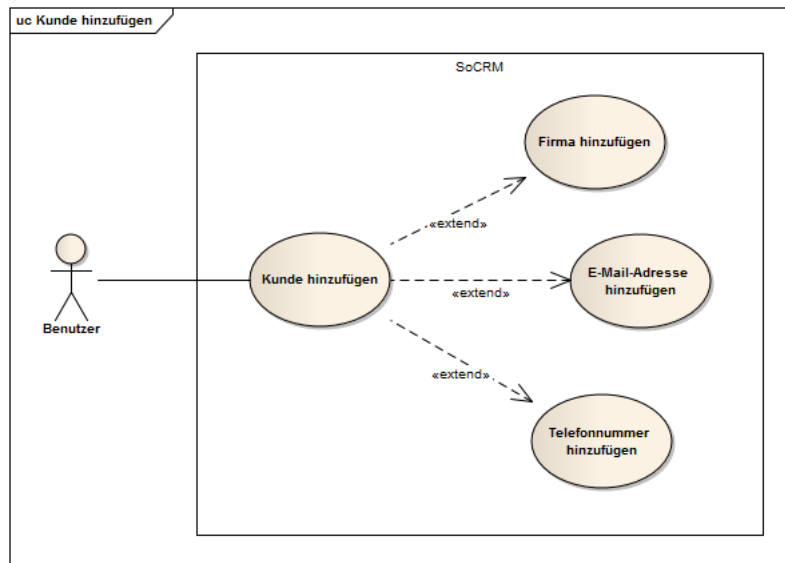 uc Kunde hinzufügen
SoCRM
Firma hinzufügen
«extend»
Kunde hinzufügen
«extend»
E-Mail-Adresse
hinzufügen
Benutzer
«extend»
Telefonnummer
hinzufügen